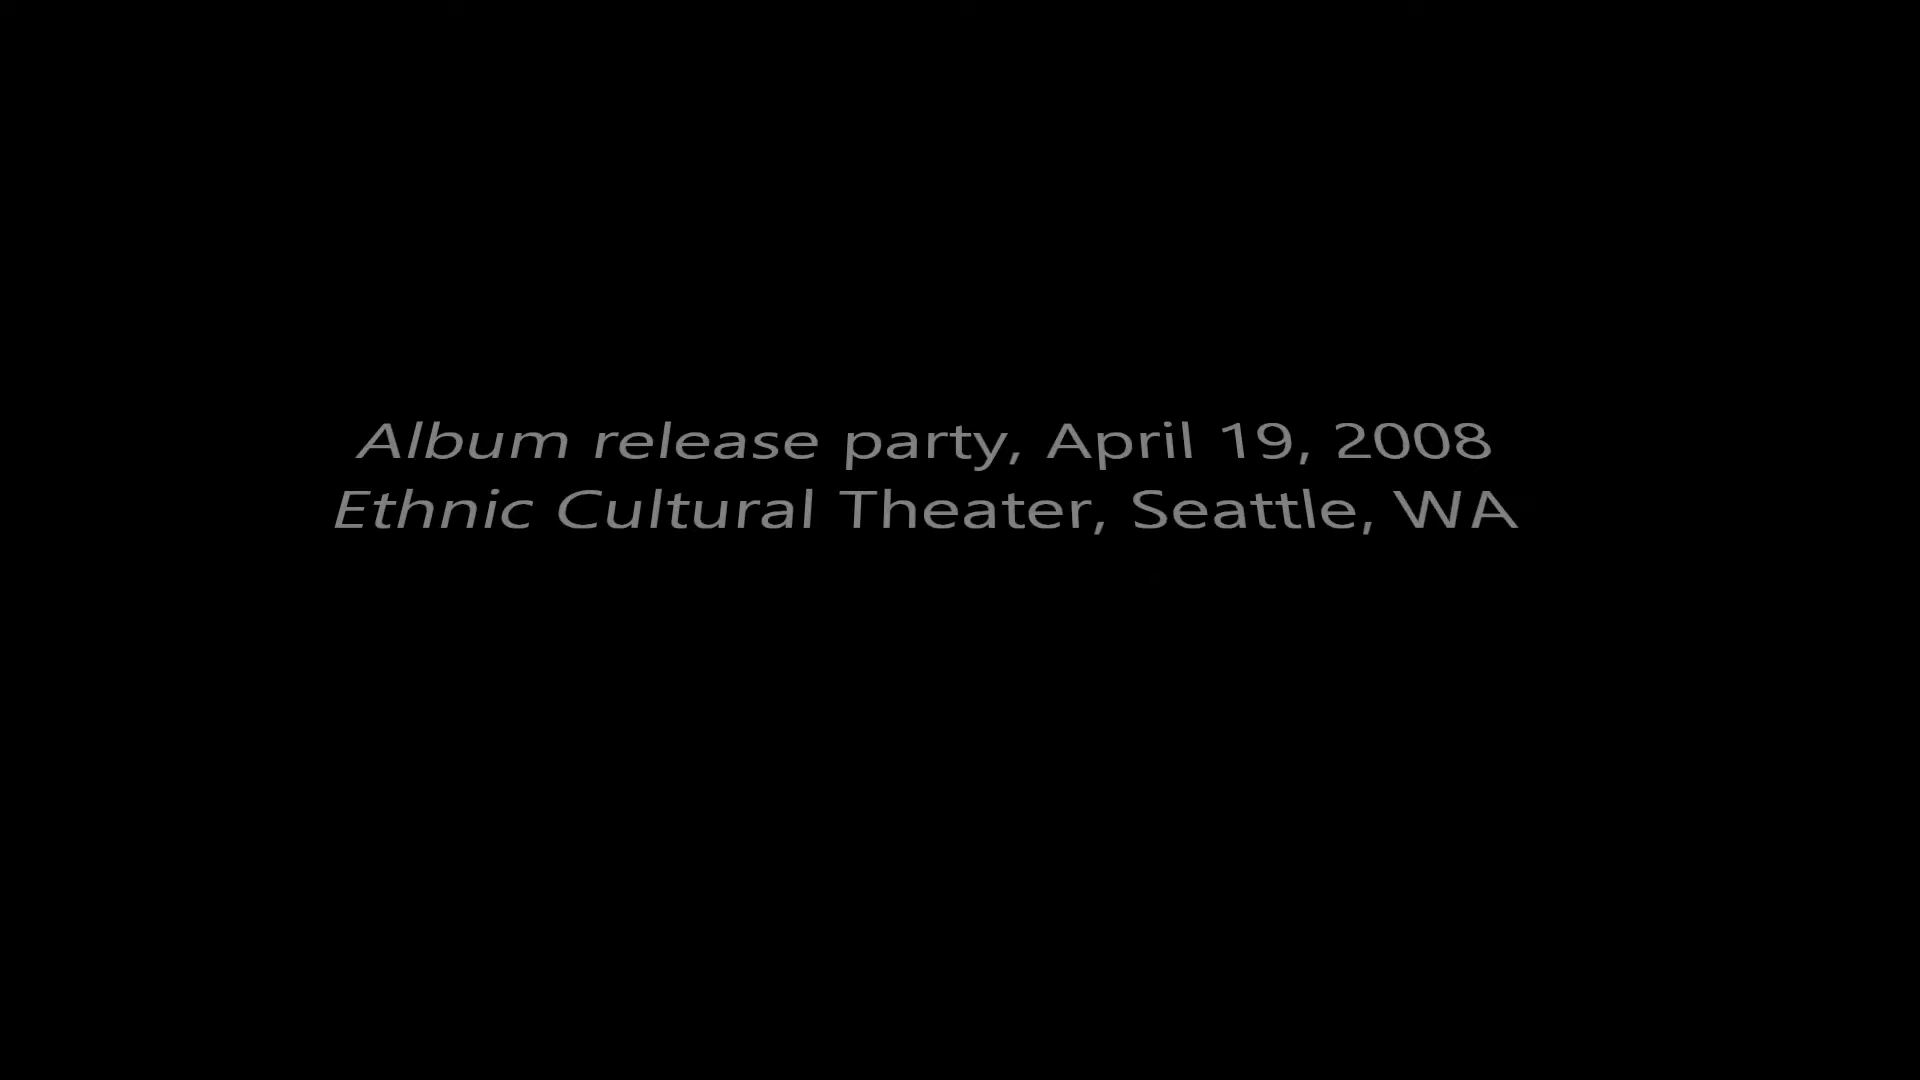 Album release party, April 19, 2008
Ethnic Cultural Theater, Seattle, WA